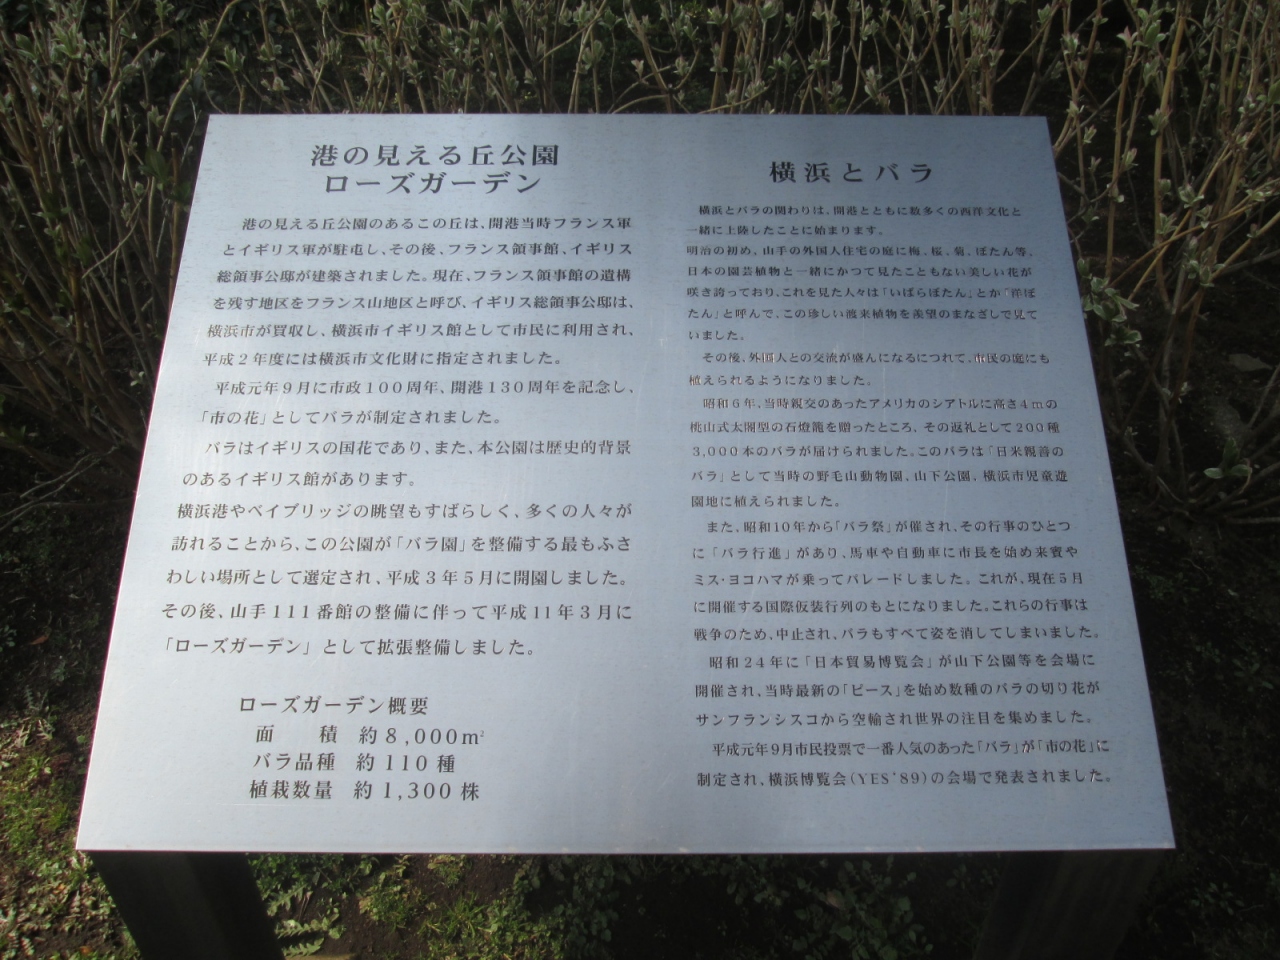 港の見える丘公園
ローズガーデン
港の見える丘公園のあるこの丘は、開港当時フランス軍
とイギリス軍が駐屯し、その後、フランス領事館、イギリス
総領事公邸が建築されました。現在、フランス領事館の遺構
を残す地区をフランス山地区と呼び、イギリス総領事公邸は、
横浜市が買収し、横浜市イギリス館として市民に利用され、
平成2年度には横浜市文化財に指定されました。
平成元年9月に市政100周年、開港130周年を記念し、
「市の花」としてバラが制定されました。
バラはイギリスの国花であり、また、本公園は歴史的背景
のあるイギリス館があります。
横浜港やベイブリッジの眺望もすばらしく、多くの人々が
訪れることから、この公園が「バラ園」を整備する最もふさ
わしい場所として選定され、平成3年5月に開園しました。
その後、山手111番館の整備に伴って平成11年3月に
「ローズガーデン」として拡張整備しました。
ローズガーデン概要
面 積 約8,000㎡
バラ品種 約110種
植栽数量 約1,300株
横浜とバラ
横浜とバラの関わりは、開港とともに数多くの西洋文化と
一緒に上陸したことに始まります。
明治の初め、山手の外国人住宅の庭に梅、桜、菊、ぼたん等、
日本の園芸植物と一緒にかつて見たこともない美しい花が
咲き誇っており、これを見た人々は「いばらぼたん」とか「洋ぼ
たん」と呼んで、この珍しい渡来植物を羨望のまなざしで見て
いました。
その後、外国人との交流が盛んになるにつれて、市民の庭にも
植えられるようになりました。
昭和6年、当時親交のあったアメリカのシアトルに高さ4mの
桃山式太閤型の石燈籠を贈ったところ、その返礼として200種
3,000本のバラが届けられました。このバラは「日米親善の
バラ」として当時の野毛山動物園、山下公園、横浜市児童遊
園地に植えられました。
また、昭和10年から「バラ祭」が催され、その行事のひとつ
に「バラ行進」があり、馬車や自動車に市長を始め来賓や
ミス・ヨコハマが乗ってパレードしました。これが、現在5月
に開催する国際仮装行列のもとになりました。これらの行事は
戦争のため、中止され、バラもすべて姿を消してしまいました。
昭和24年に「日本貿易博覧会」が山下公園等を会場に
開催され、当時最新の「ピース」を始め数種のバラの切り花が
サンフランシスコから空輸され世界の注目を集めました。
平成元年9月市民投票で一番人気のあった「バラ」が「市の花」に
制定され、横浜博覧会(YES'89)の会場で発表されました。